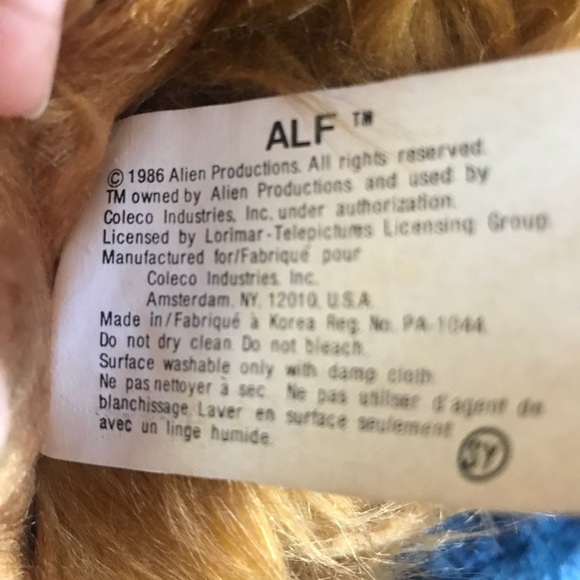 ALF ™
© 1986 Alien Productions. All rights reserved.
TM owned by Alien Productions and used by
Coleco Industries, Inc. under authorization.
Licensed by Lorimar-Telepictures Licensing Group.
Manufactured for/Fabriqué pour
Coleco Industries, Inc.
Amsterdam, NY, 12010, U.S.A.
Made in/Fabriqué à Korea Reg. No. PA-1044
Do not dry clean. Do not bleach.
Surface washable only with damp cloth.
Ne pas nettoyer à sec. Ne pas utiliser d'agent de
blanchissage. Laver en surface seulement
avec un linge humide.